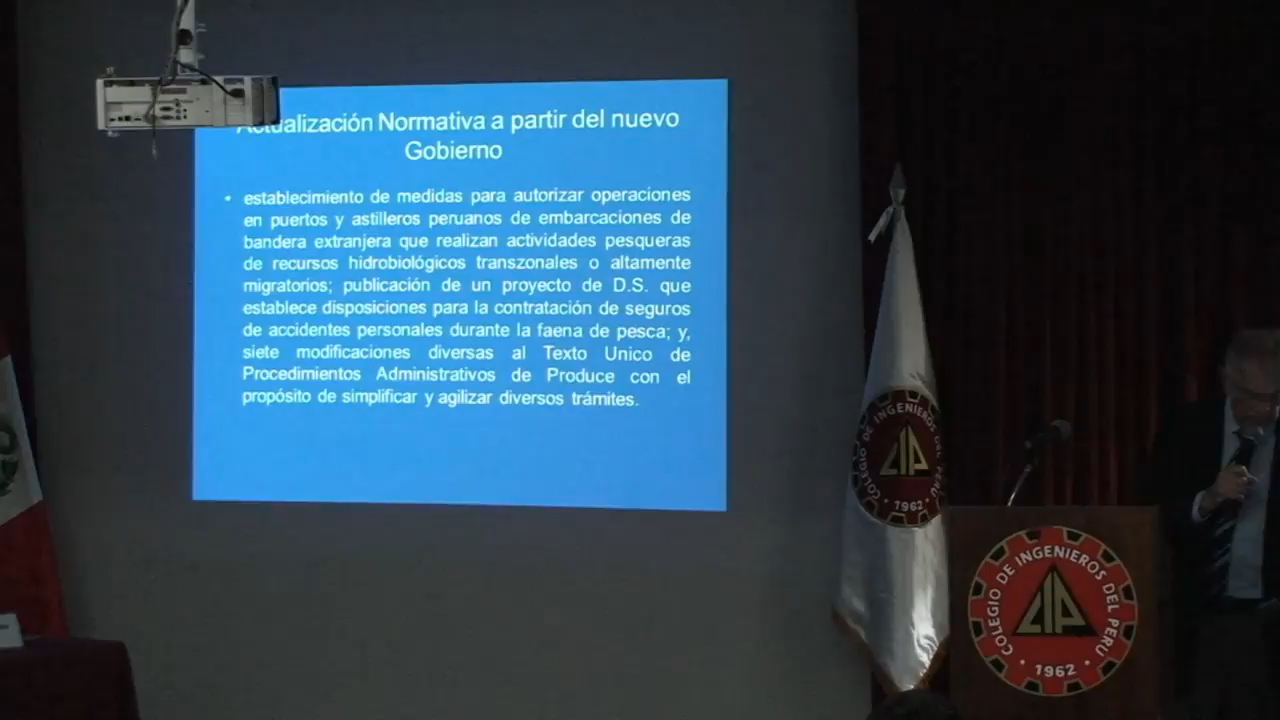 Actualización Normativa a partir del nuevo
Gobierno
• establecimiento de medidas para autorizar operaciones
en puertos y astilleros peruanos de embarcaciones de
bandera extranjera que realizan actividades pesqueras
de recursos hidrobiológicos transzonales o altamente
migratorios; publicación de un proyecto de D.S. que
establece disposiciones para la contratación de seguros
de accidentes personales durante la faena de pesca; y,
siete modificaciones diversas al Texto Unico de
Procedimientos Administrativos de Produce con el
propósito de simplificar y agilizar diversos trámites.
COLEGIO DE INGENIEROS DEL PERU
CIP
• 1962 •
COLEGIO DE INGENIEROS DEL PERU
CIP
• 1962 •